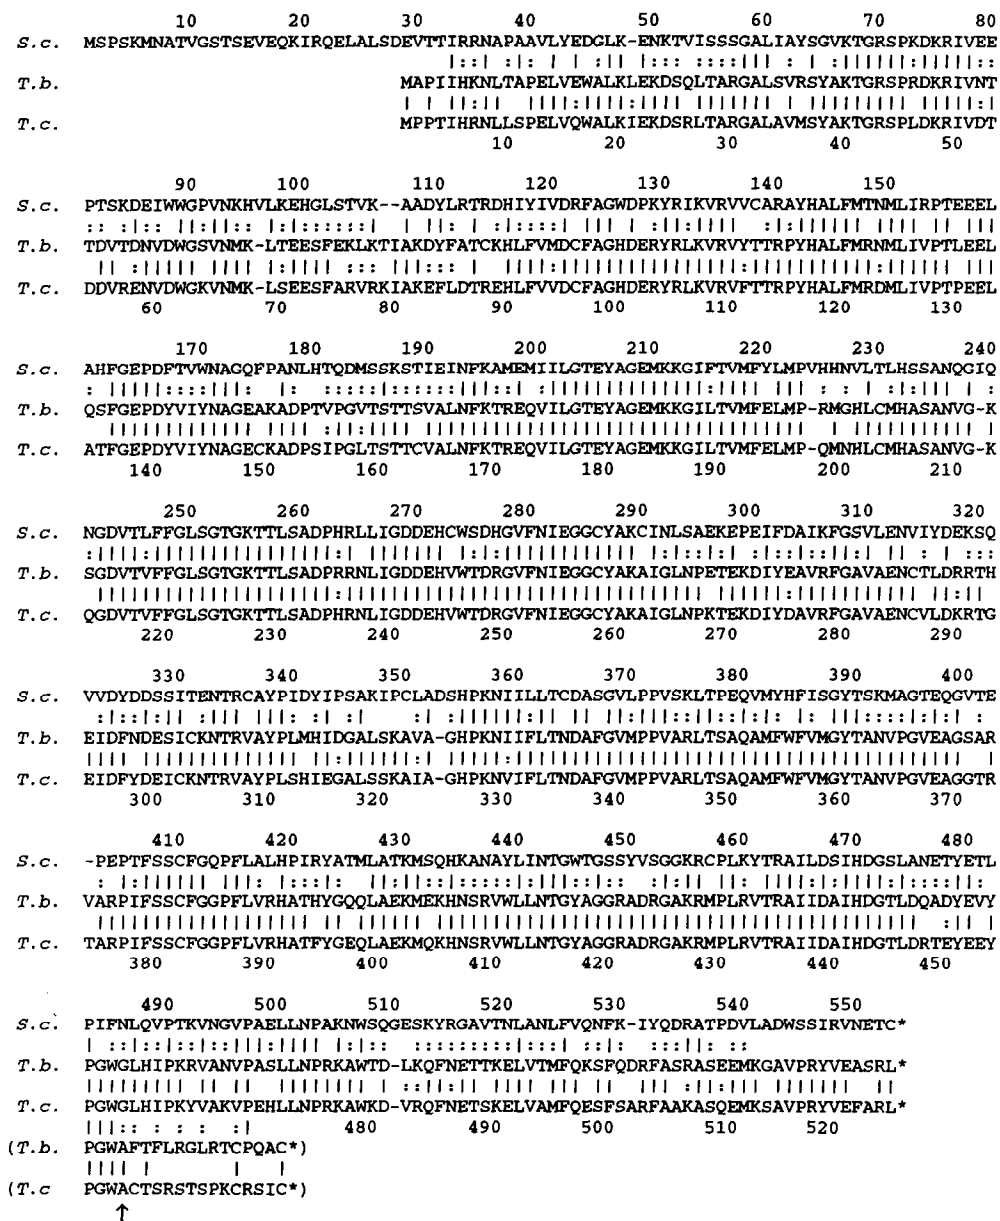 10 20 30 40 50 60 70 80
S.c. MSPSKMNATVGSTSEVEQKIRQELALSDEVTTIRRNAPAAVLYEDGLK-ENKTVISSSGALIAYSGVKTGRSPKDKRIVEE
T.b. MAPIIHKNLTAPELVEWALKLEKDSQLTARGALSVRSYAKTGRSPRDKRIVNT
T.c. MPPTIHRNLLSPELVQWALKIEKDSRLTARGALAVMSYAKTGRSPLDKRIVDT
10 20 30 40 50
90 100 110 120 130 140 150
S.c. PTSKDEIWWGPVNKHVLKEHGLSTVK--AADYLRTRDHIYIVDRFAGWDPKYRIKVRVVCARAYHALFMTNMLIRPTEEEL
T.b. TDVTDNVDWGSVNMK-LTEESFEKLKTIAKDYFATCKHLFVMDCFAGHDERYRLKVRVYTTRPYHALFMRNMLIVPTLEEL
T.c. DDVRENVDWGKVNMK-LSEESFARVRKIAKEFLDTREHLFVVDCFAGHDERYRLKVRVFTTRPYHALFMRDMLIVPTPEEL
60 70 80 90 100 110 120 130
170 180 190 200 210 220 230 240
S.c. AHFGEPDFTVWNAGQFPANLHTQDMSSKSTIEINFKAMEMIILGTEYAGEMKKGIFTVMFYLMPVHHNVLTLHSSANQGIQ
T.b. QSFGEPDYVIYNAGEAKADPTVPGVTSTTSVALNFKTREQVILGTEYAGEMKKGILTVMFELMP-RMGHLCMHASANVG-K
T.c. ATFGEPDYVIYNAGECKADPSIPGLTSTTCVALNFKTREQVILGTEYAGEMKKGILTVMFELMP-QMNHLCMHASANVG-K
140 150 160 170 180 190 200 210
250 260 270 280 290 300 310 320
S.c. NGDVTLFFGLSGTGKTTLSADPHRLLIGDDEHCWSDHGVFNIEGGCYAKCINLSAEKEPEIFDAIKFGSVLENVIYDEKSQ
T.b. SGDVTVFFGLSGTGKTTLSADPRRNLIGDDEHVWTDRGVFNIEGGCYAKAIGLNPETEKDIYEAVRFGAVAENCTLDRRTH
T.c. QGDVTVFFGLSGTGKTTLSADPHRNLIGDDEHVWTDRGVFNIEGGCYAKAIGLNPKTEKDIYDAVRFGAVAENCVLDKRTG
220 230 240 250 260 270 280 290
330 340 350 360 370 380 390 400
S.c. VVDYDDSSITENTRCAYPIDYIPSAKIPCLADSHPKNIILLTCDASGVLPPVSKLTPEQVMYHFISGYTSKMAGTEQGVTE
T.b. EIDFNDESICKNTRVAYPLMHIDGALSKAVA-GHPKNIIFLTNDAFGVMPPVARLTSAQAMFWFVMGYTANVPGVEAGSAR
T.c. EIDFYDEICKNTRVAYPLSHIEGALSSKAIA-GHPKNVIFLTNDAFGVMPPVARLTSAQAMFWFVMGYTANVPGVEAGGTR
300 310 320 330 340 350 360 370
410 420 430 440 450 460 470 480
S.c. -PEPTFSSCFGQPFLALHPIRYATMLATKMSQHKANAYLINTGWTGSSYVSGGKRCPLKYTRAILDSIHDGSLANETYETL
T.b. VARPIFSSCFGGPFLVRHATHYGQQLAEKMEKHNSRVWLLNTGYAGGRADRGAKRMPLRVTRAIIDAIHDGTLDQADYEVY
T.c. TARPIFSSCFGGPFLVRHATFYGEQLAEKMQKHNSRVWLLNTGYAGGRADRGAKRMPLRVTRAIIDAIHDGTLDRTEYEEY
380 390 400 410 420 430 440 450
490 500 510 520 530 540 550
S.c. PIFNLQVPTKVNGVPAELLNPAKNWSQGESKYRGAVTNLANLFVQNFK-IYQDRATPDVLADWSSIRVNETC*
T.b. PGWGLHIPKRVANVPASLLNPRKAWTD-LKQFNETTKELVTMFQKSFQDRFASRASEEMKGAVPRYVEASRL*
T.c. PGWGLHIPKYVAKVPEHLLNPRKAWKD-VRQFNETSKELVAMFQESFSARFAAKASQEMKSAVPRYVEFARL*
480 490 500 510 520
(T.b. PGWAFTFLRGLRTCPQAC*)
(T.c PGWACTSRSTSPKCRSIC*)
↑